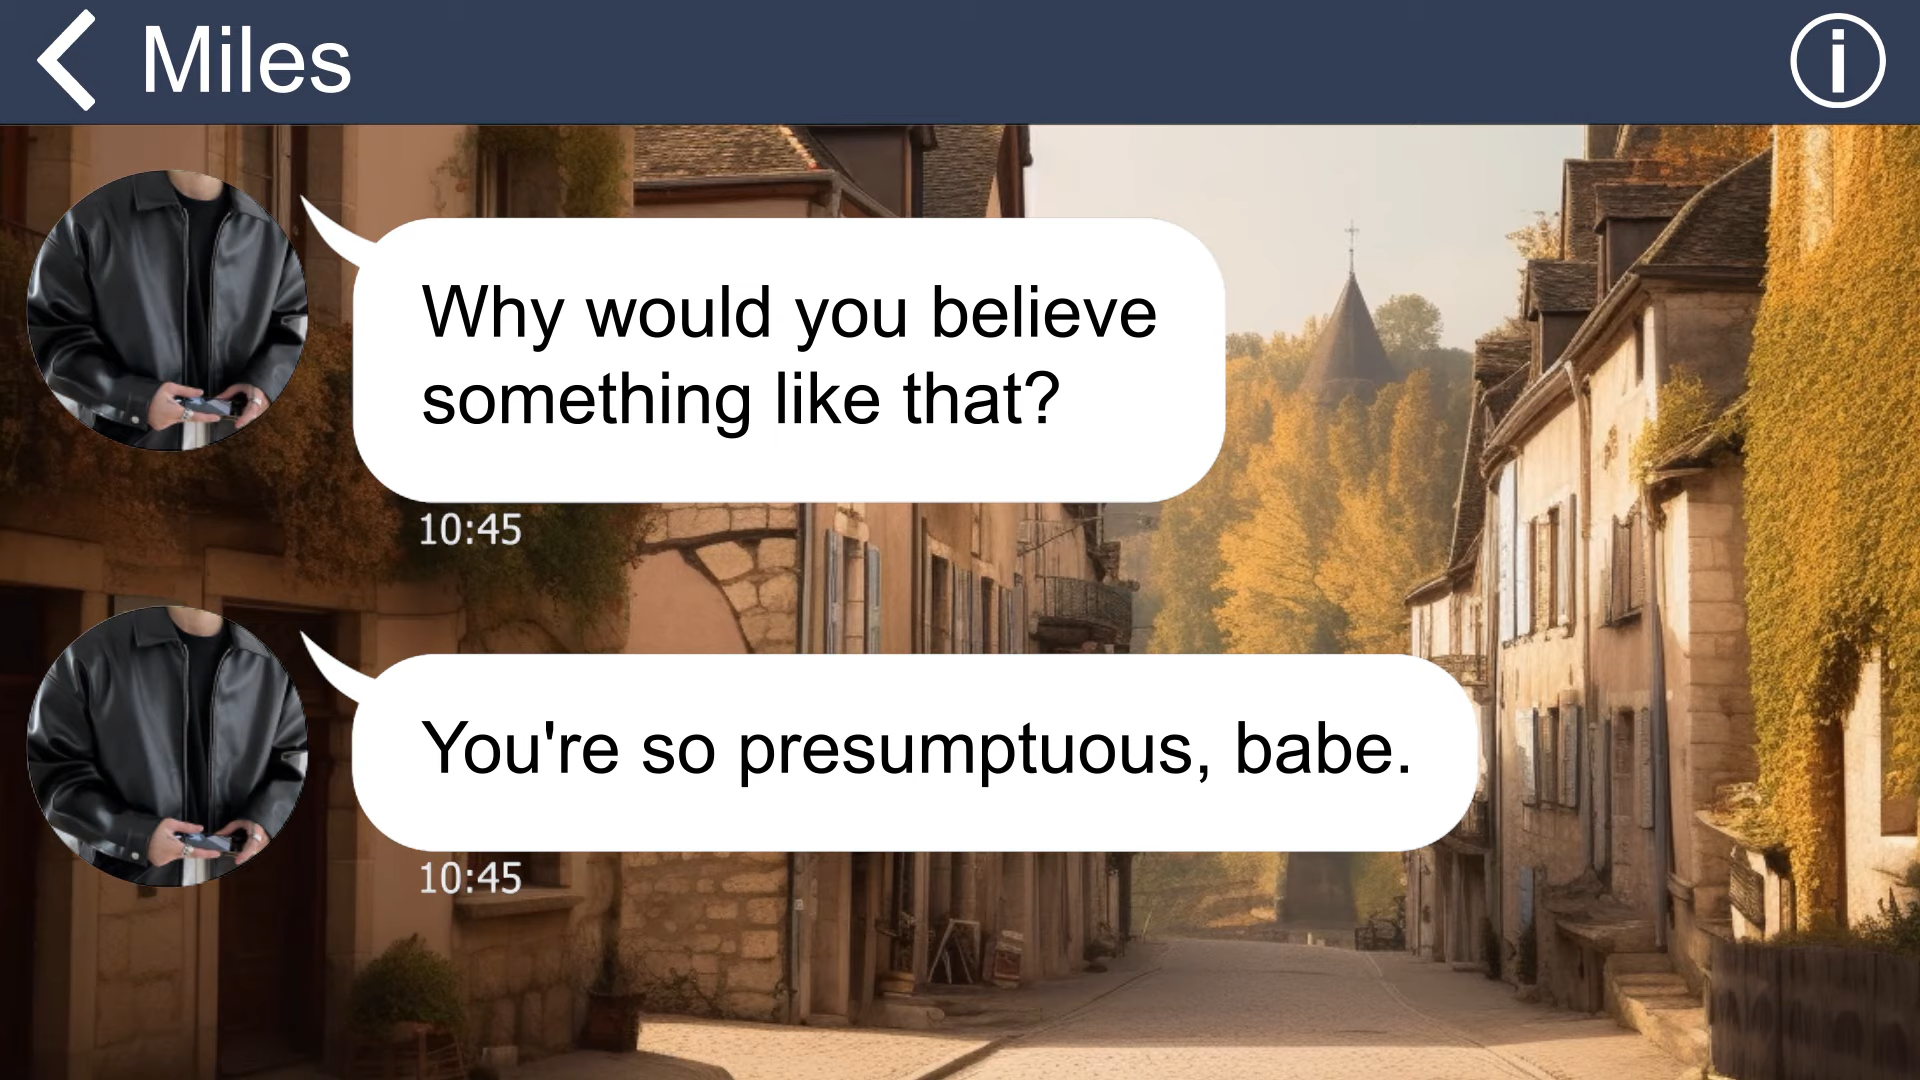 Miles
Why would you believe
something like that?
10:45
You're so presumptuous, babe.
10:45